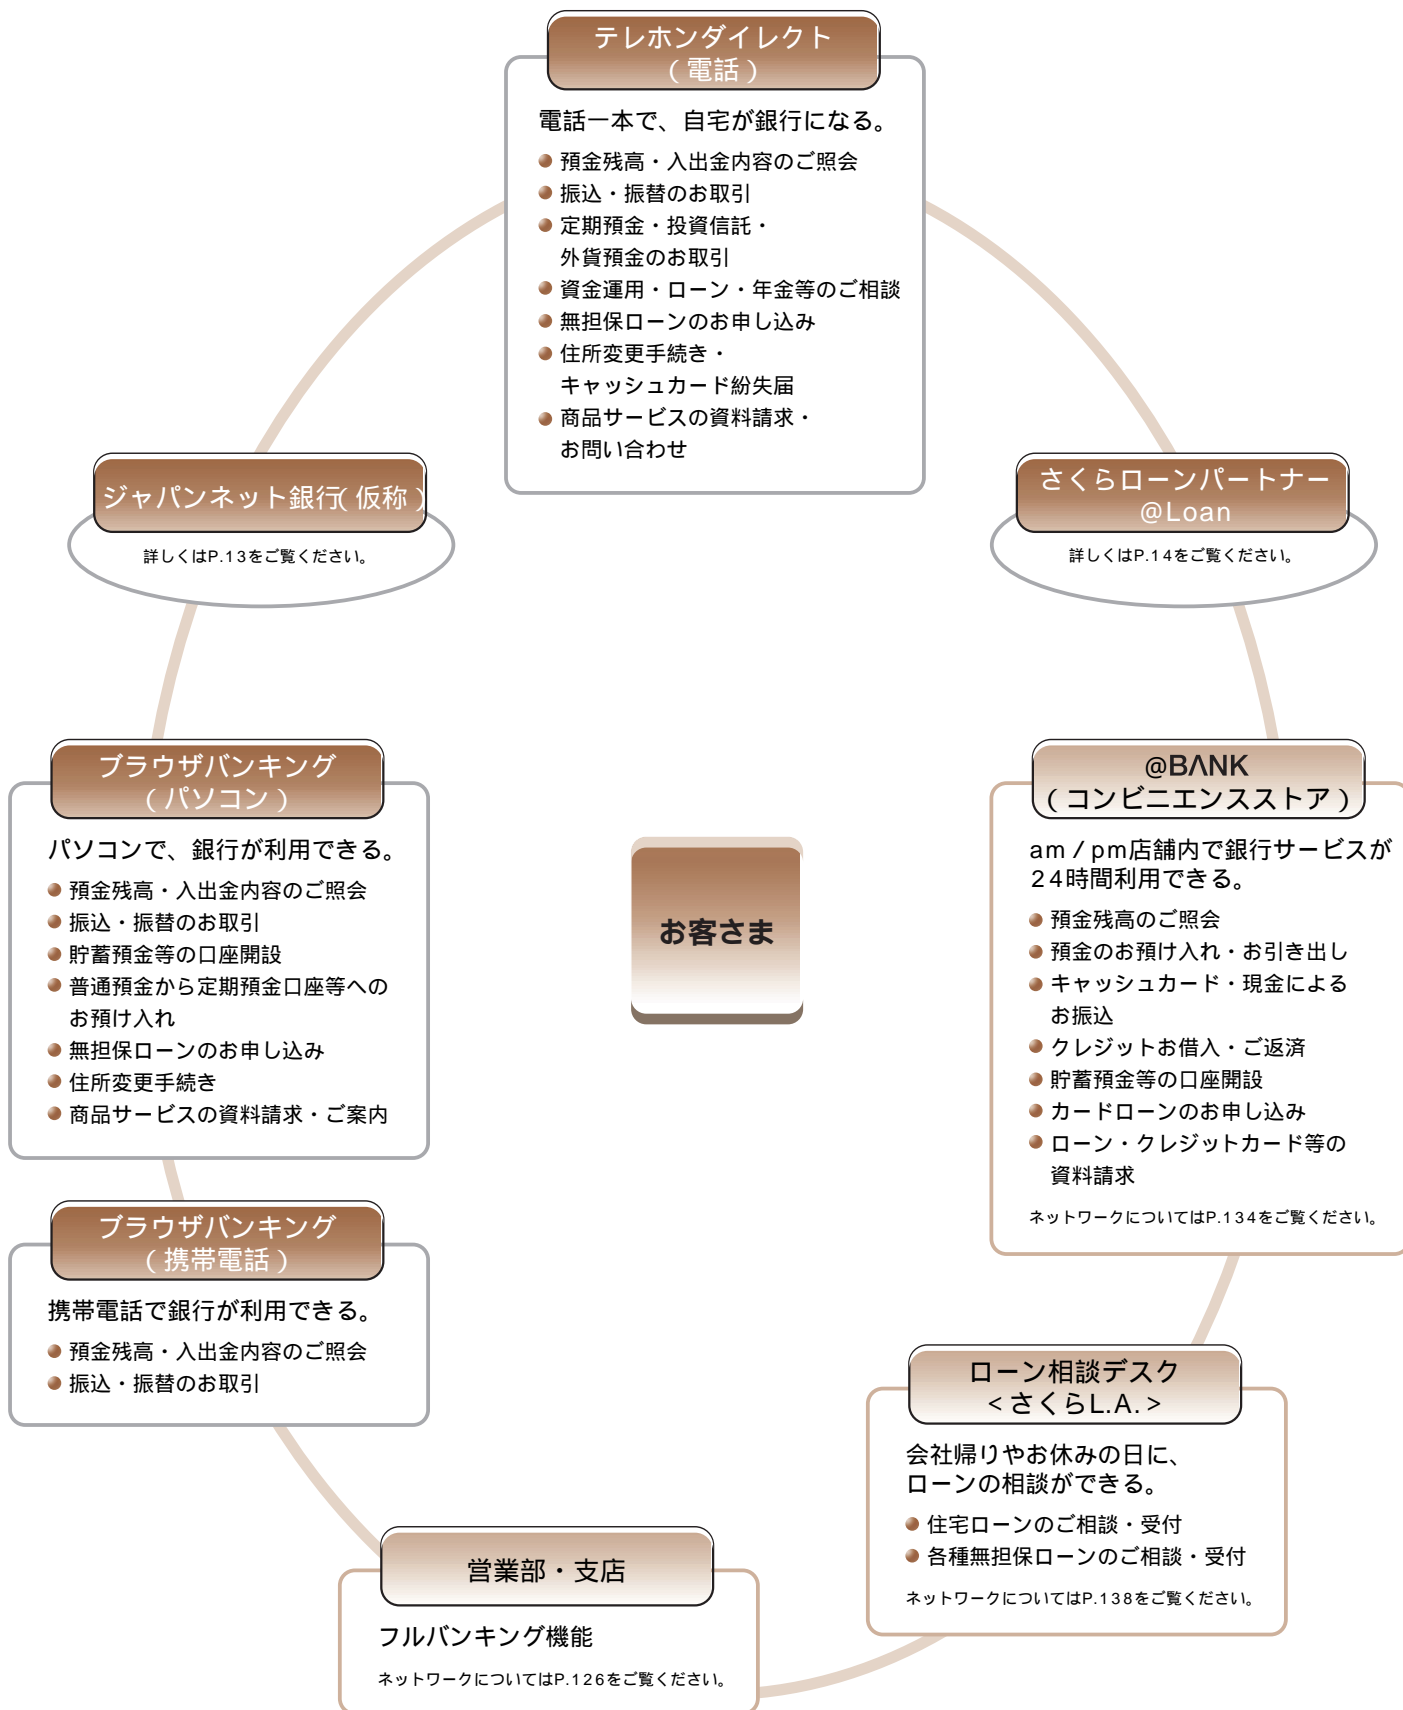 テレホンダイレクト
（電話）
電話一本で、自宅が銀行になる。
預金残高・入出金内容のご照会
振込・振替のお取引
定期預金・投資信託・
外貨預金のお取引
資金運用・ローン・年金等のご相談
無担保ローンのお申し込み
住所変更手続き・
キャッシュカード紛失届
商品サービスの資料請求・
お問い合わせ
ジャパンネット銀行（仮称）
詳しくはP.13をご覧ください。
さくらローンパートナー
@Loan
詳しくはP.14をご覧ください。
ブラウザバンキング
（パソコン）
パソコンで、銀行が利用できる。
預金残高・入出金内容のご照会
振込・振替のお取引
貯蓄預金等の口座開設
普通預金から定期預金口座等への
お預け入れ
無担保ローンのお申し込み
住所変更手続き
商品サービスの資料請求・ご案内
お客さま
@BANK
（コンビニエンスストア）
am／pm店舗内で銀行サービスが
24時間利用できる。
預金残高のご照会
預金のお預け入れ・お引き出し
キャッシュカード・現金による
お振込
クレジットお借入・ご返済
貯蓄預金等の口座開設
カードローンのお申し込み
ローン・クレジットカード等の
資料請求
ネットワークについてはP.134をご覧ください。
ブラウザバンキング
（携帯電話）
携帯電話で銀行が利用できる。
預金残高・入出金内容のご照会
振込・振替のお取引
ローン相談デスク
<さくらL.A.>
会社帰りやお休みの日に、
ローンの相談ができる。
住宅ローンのご相談・受付
各種無担保ローンのご相談・受付
ネットワークについてはP.138をご覧ください。
営業部・支店
フルバンキング機能
ネットワークについてはP.126をご覧ください。